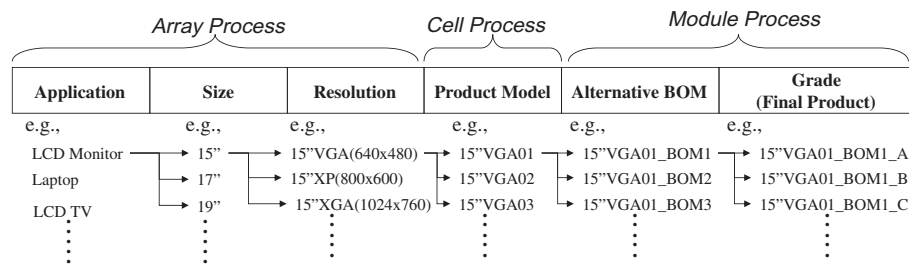 Array Process Cell Process Module Process
Application Size Resolution Product Model Alternative BOM Grade (Final Product)
e.g., e.g., e.g., e.g., e.g., e.g.,
LCD Monitor 15” 15”VGA(640x480) 15”VGA01 15”VGA01_BOM1 15”VGA01_BOM1_A
Laptop 17” 15”XP(800x600) 15”VGA02 15”VGA01_BOM2 15”VGA01_BOM1_B
LCD TV 19” 15”XGA(1024x760) 15”VGA03 15”VGA01_BOM3 15”VGA01_BOM1_C